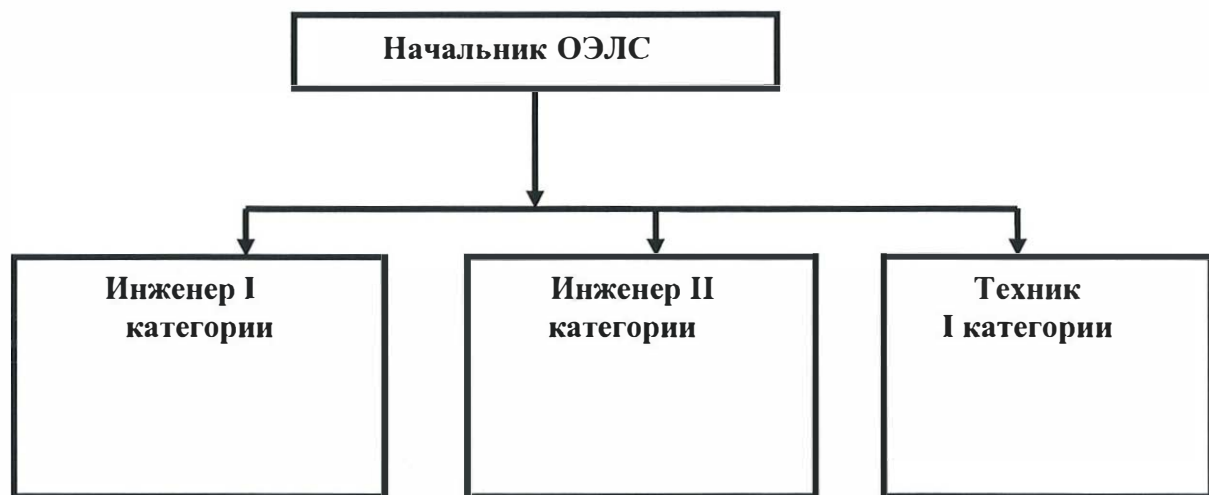 Начальник ОЭЛС
Инженер I
категории
Инженер II
категории
Техник
I категории